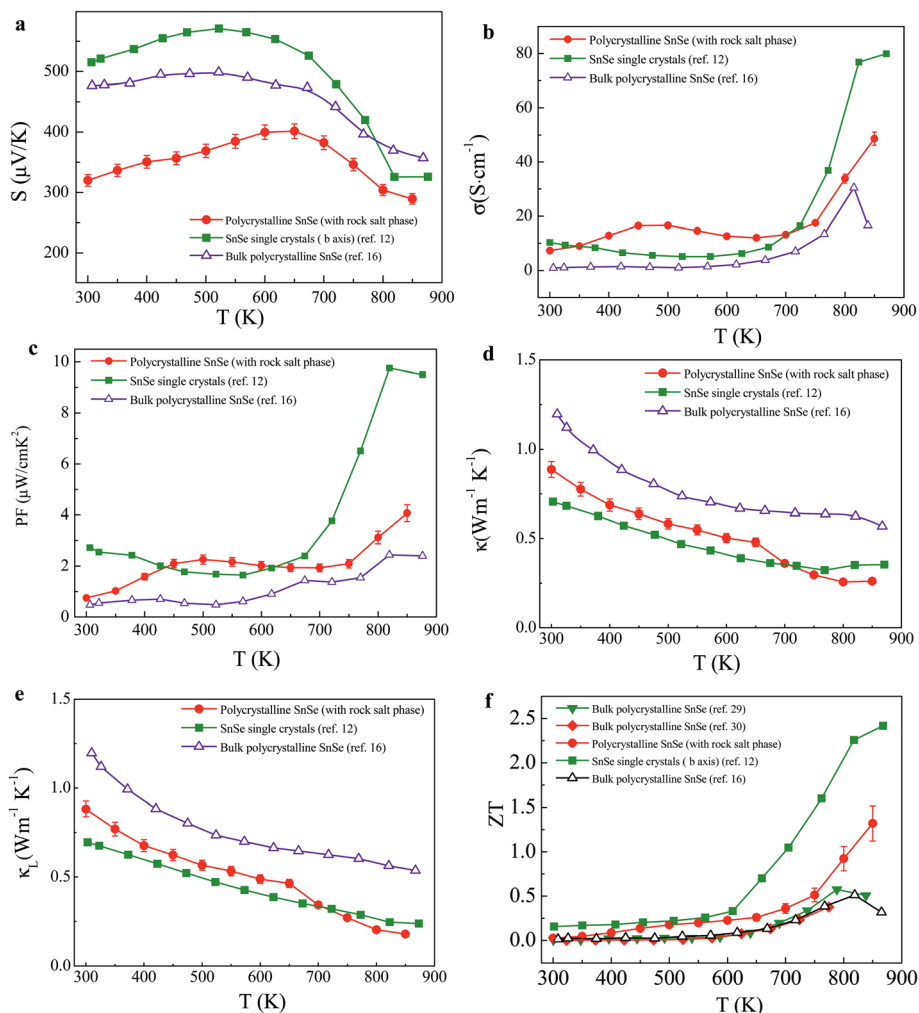 a
S (μV/K)
500
400
300
200
Polycrystalline SnSe (with rock salt phase)
SnSe single crystals ( b axis) (ref. 12)
Bulk polycrystalline SnSe (ref. 16)
300 400 500 600 700 800 900
T (K)
b
σ(S·cm⁻¹)
100
80
60
40
20
0
Polycrystalline SnSe (with rock salt phase)
SnSe single crystals (ref. 12)
Bulk polycrystalline SnSe (ref. 16)
300 400 500 600 700 800 900
T (K)
c
PF (μW/cmK²)
10
8
6
4
2
0
Polycrystalline SnSe (with rock salt phase)
SnSe single crystals (ref. 12)
Bulk polycrystalline SnSe (ref. 16)
300 400 500 600 700 800 900
T (K)
d
κ(Wm⁻¹ K⁻¹)
1.5
1.0
0.5
0.0
Polycrystalline SnSe (with rock salt phase)
SnSe single crystals (ref. 12)
Bulk polycrystalline SnSe (ref. 16)
300 400 500 600 700 800 900
T (K)
e
κL (Wm⁻¹ K⁻¹)
1.5
1.0
0.5
0.0
Polycrystalline SnSe (with rock salt phase)
SnSe single crystals (ref. 12)
Bulk polycrystalline SnSe (ref. 16)
300 400 500 600 700 800 900
T (K)
f
ZT
2.5
2.0
1.5
1.0
0.5
0.0
Bulk polycrystalline SnSe (ref. 29)
Bulk polycrystalline SnSe (ref. 30)
Polycrystalline SnSe (with rock salt phase)
SnSe single crystals ( b axis) (ref. 12)
Bulk polycrystalline SnSe (ref. 16)
300 400 500 600 700 800 900
T (K)